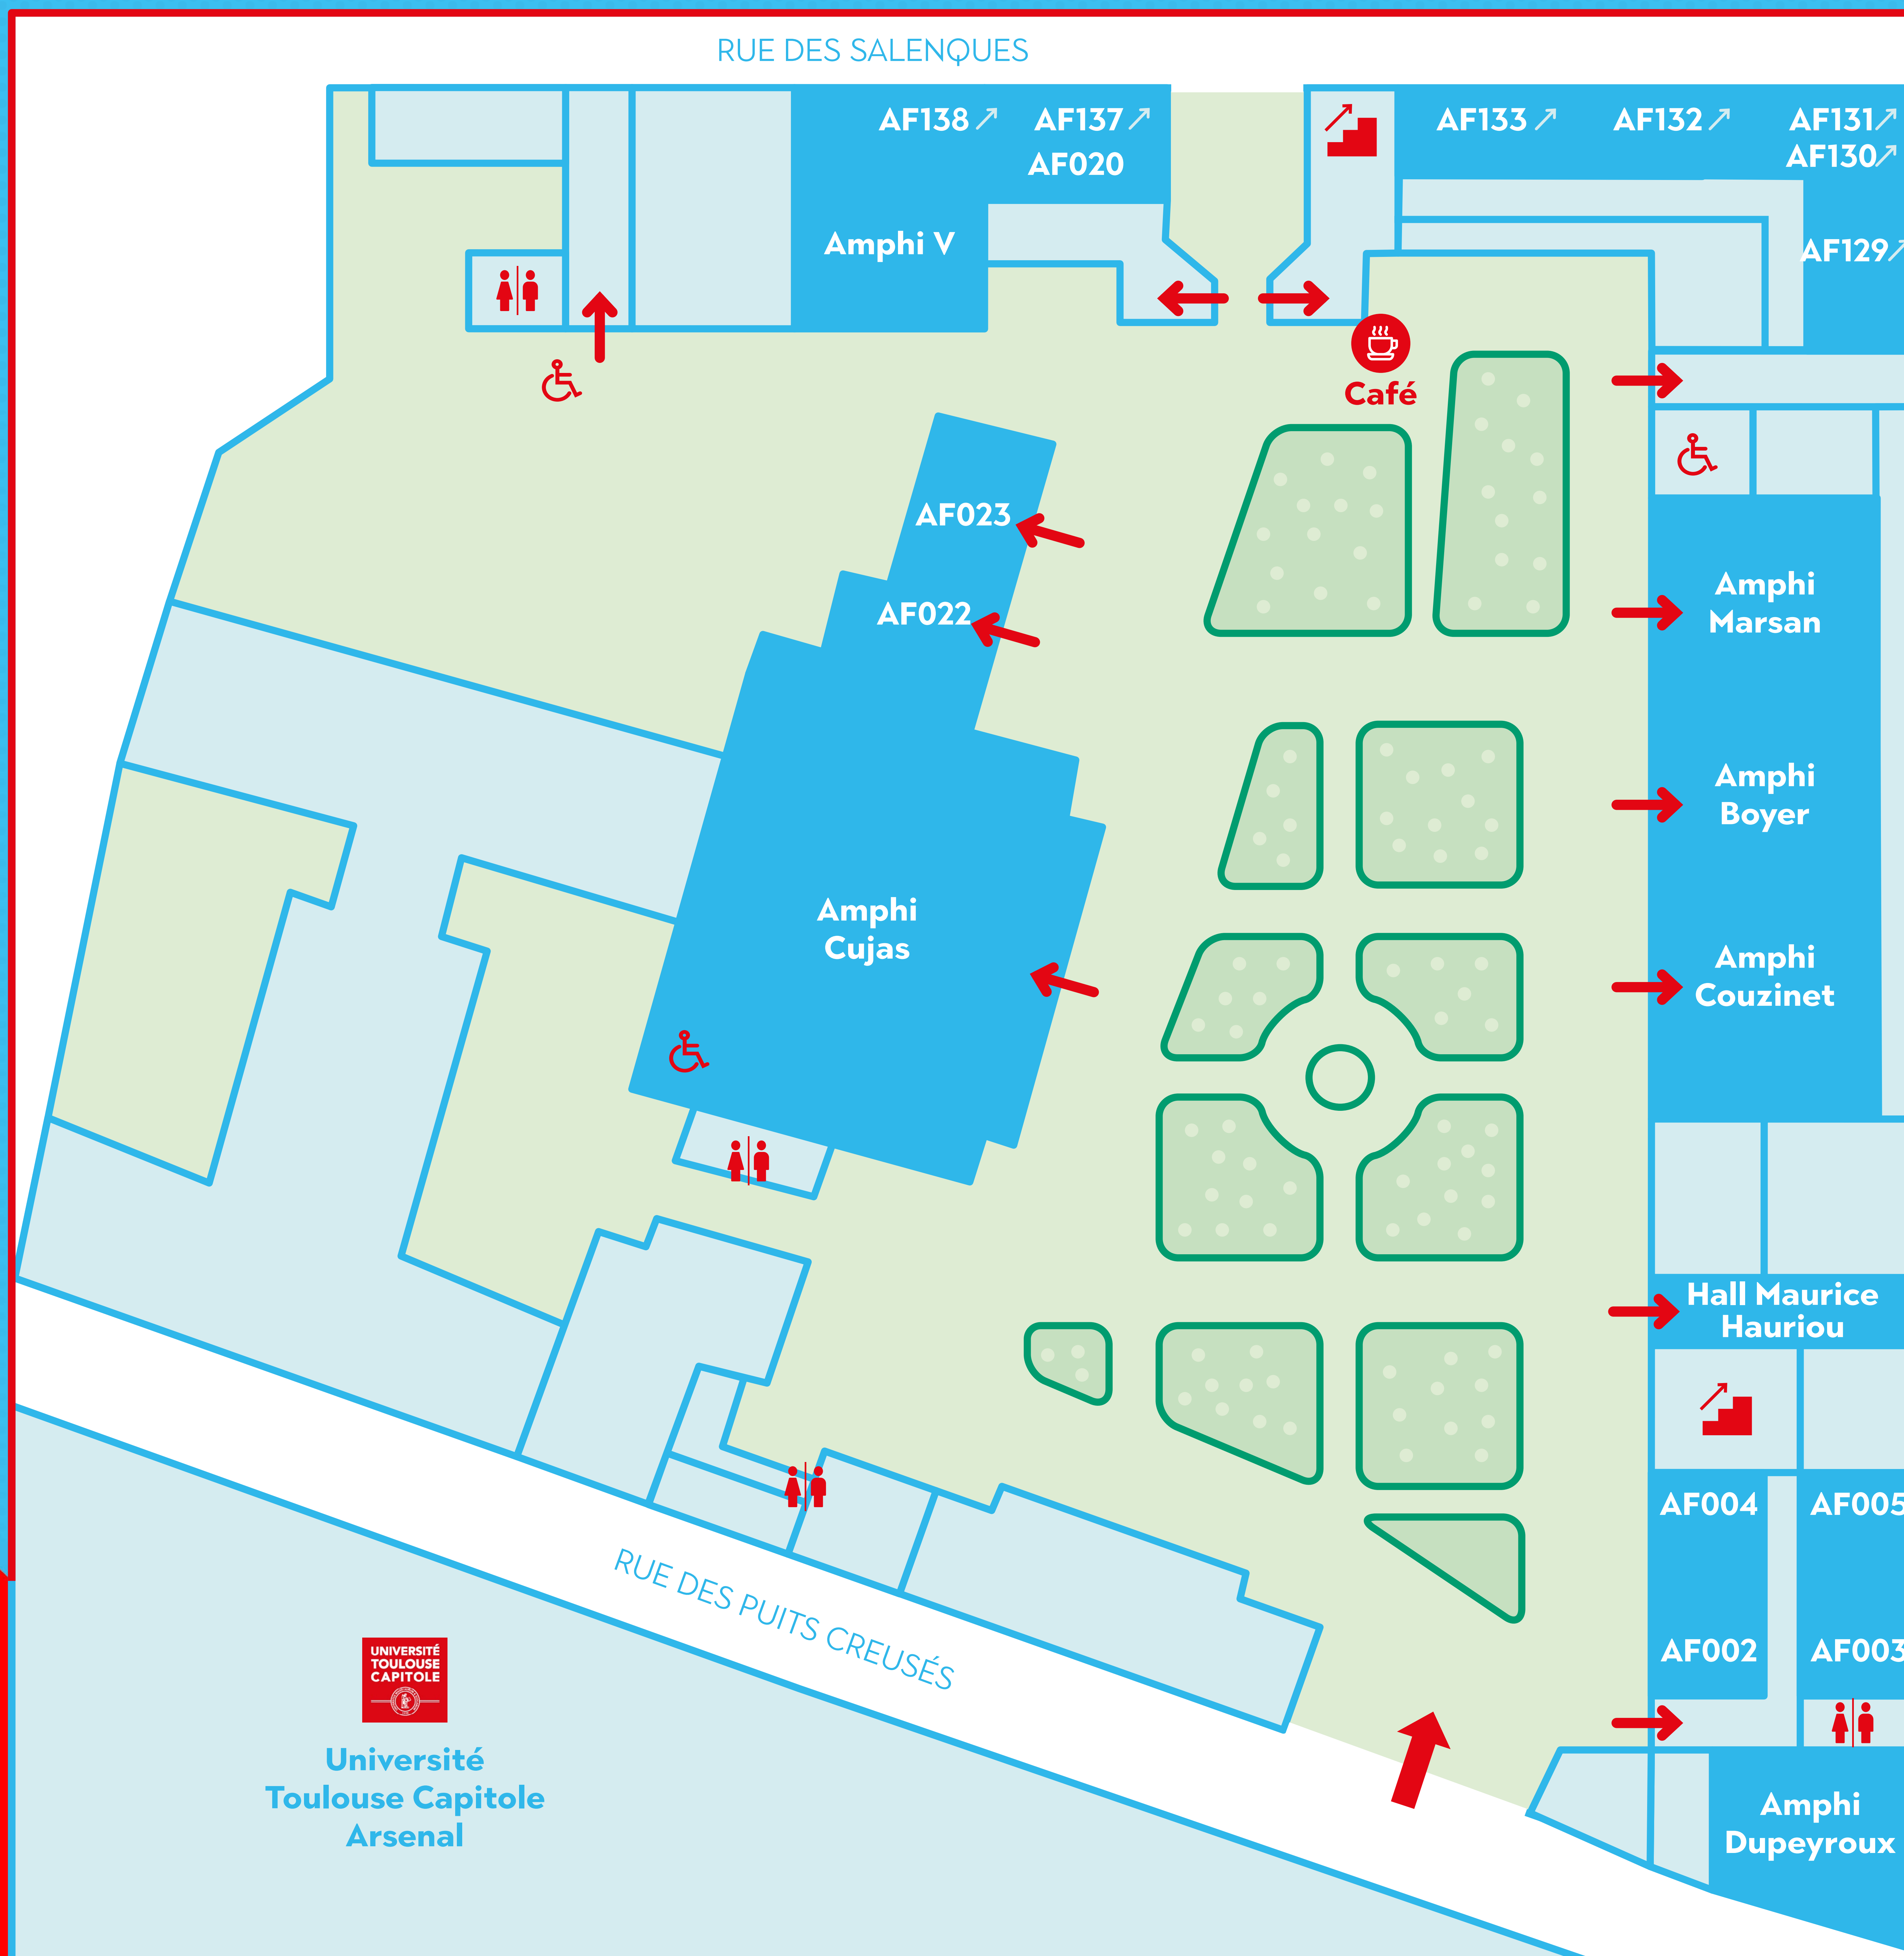 RUE DES SALENQUES
AF138 AF137 AF133 AF132 AF131
AF020 AF130
Amphi V AF129
Café
AF023
AF022
Amphi
Marsan
Amphi
Boyer
Amphi
Cujas
Amphi
Couzinet
Hall Maurice
Hauriou
AF004 AF005
RUE DES PUITS CREUSÉS
AF002 AF003
UNIVERSITÉ
TOULOUSE
CAPITOLE
Université
Toulouse Capitole
Arsenal
Amphi
Dupeyroux